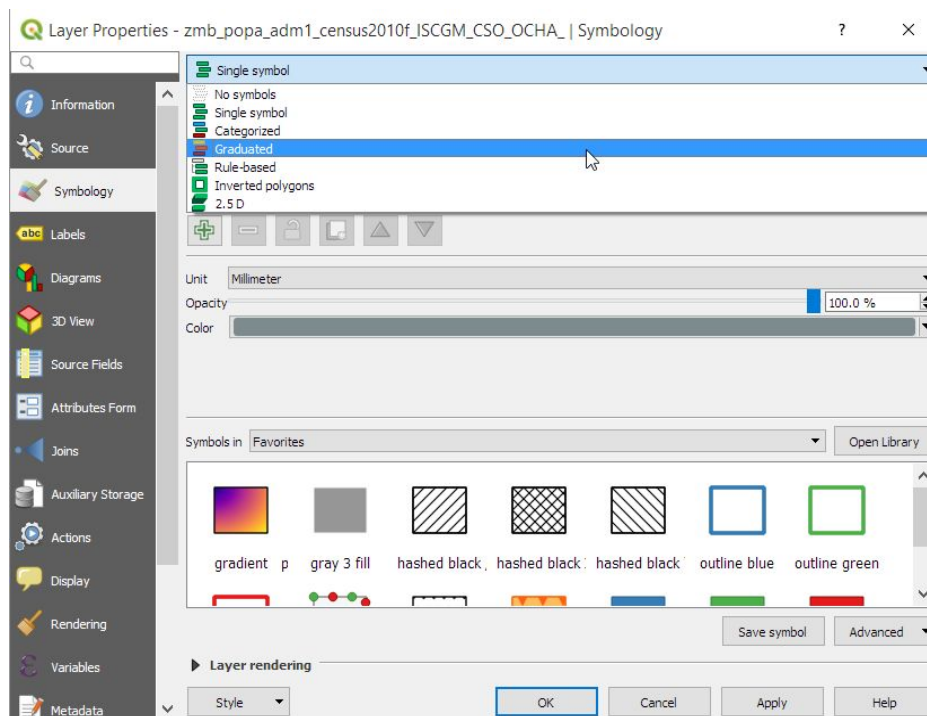 Layer Properties - zmb_popa_adm1_census2010f_ISCGM_CSO_OCHA_ | Symbology
?
Single symbol
Information
Source
Symbology
abc Labels
Diagrams
3D View
Source Fields
Attributes Form
Joins
Auxiliary Storage
Actions
Display
Rendering
Variables
Metadata
No symbols
Single symbol
Categorized
Graduated
Rule-based
Inverted polygons
2.5 D
Unit Millimeter
Opacity 100.0 %
Color
Symbols in Favorites Open Library
gradient p gray 3 fill hashed black hashed black hashed black outline blue outline green
Save symbol Advanced
Layer rendering
Style OK Cancel Apply Help